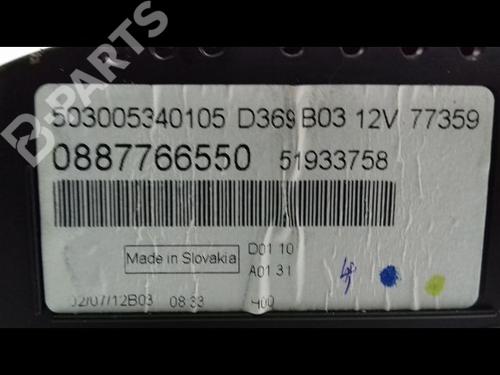 B-PARTS
503005340105 D369 B03 12V 77359
0887766550 51933758
Made in Slovakia
D01 10
A01 31
02/07/12B03 08:33 400